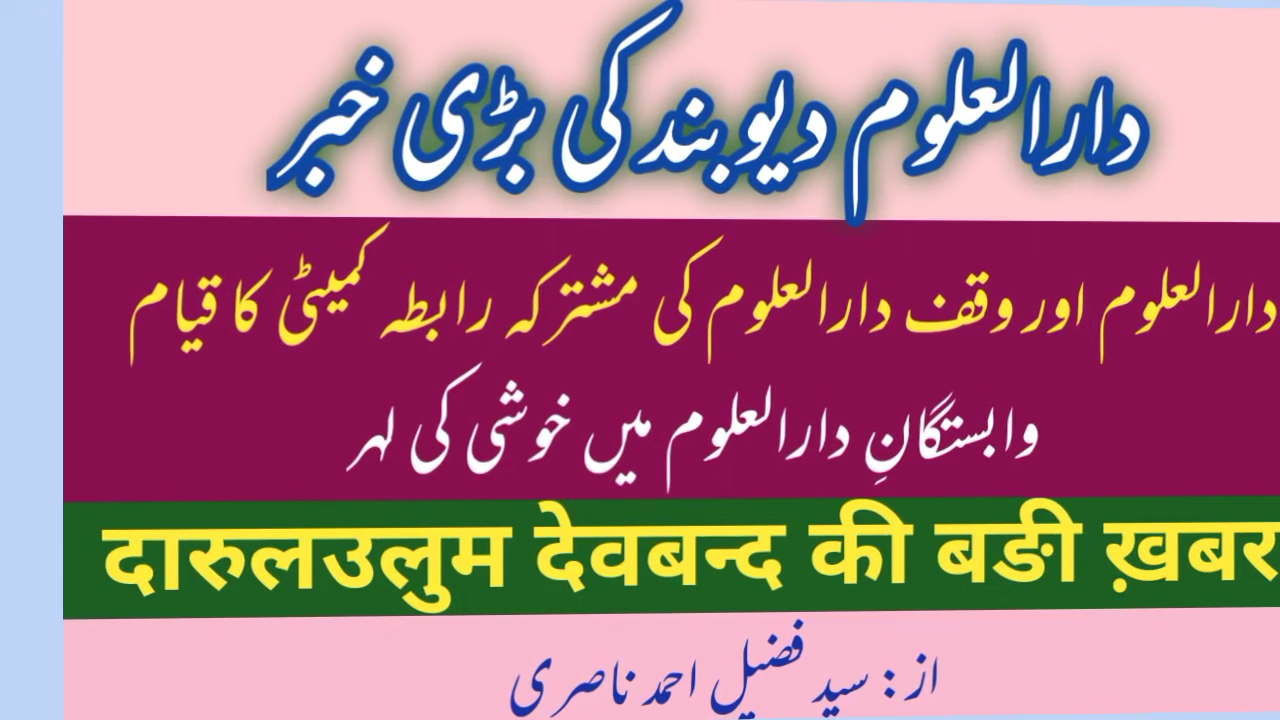 دارالعلوم دیوبند کی بڑی خبر
دارالعلوم اور وقف دارالعلوم کی مشترکہ رابطہ کمیٹی کا قیام
وابستگانِ دارالعلوم میں خوشی کی لہر
दारुलउलुम देवबन्द की बङी ख़बर
از: سید فضیل احمد ناصری